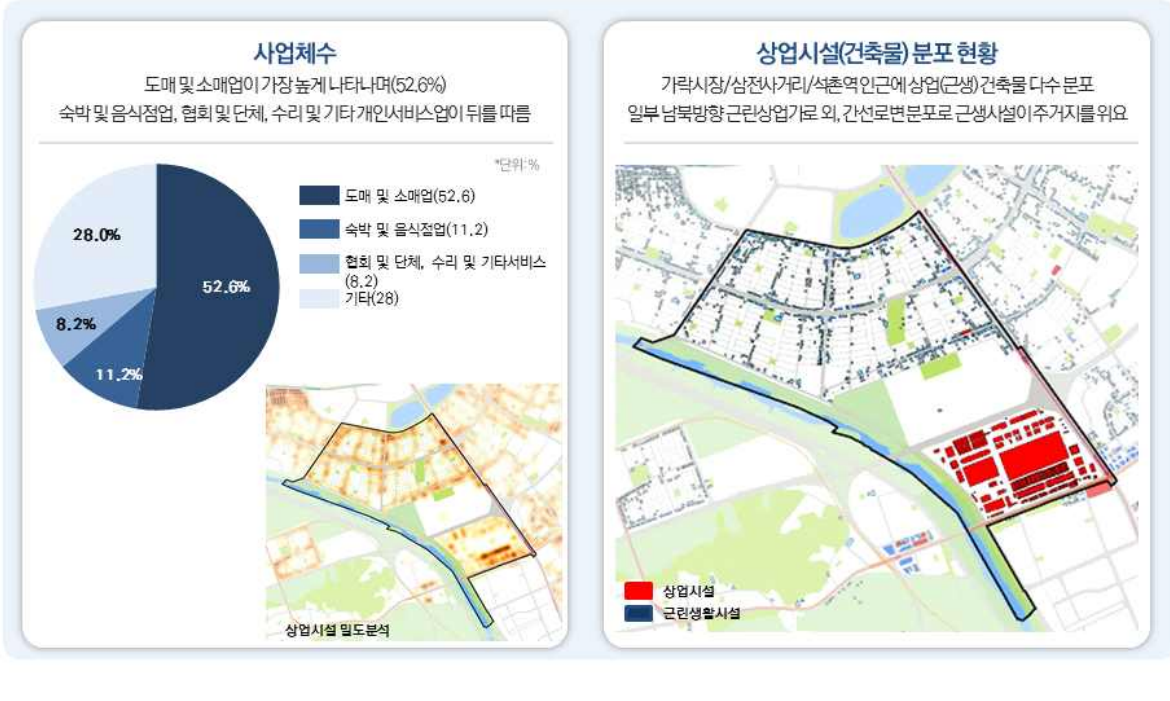 사업체수
도매 및 소매업이 가장 높게 나타나며(52.6%)
숙박 및 음식점업, 협회 및 단체, 수리 및 기타 개인서비스업이 뒤를 따름
*단위:%
도매 및 소매업(52.6)
숙박 및 음식점업(11.2)
협회 및 단체, 수리 및 기타서비스
(8.2)
기타(28)
28.0%
52.6%
8.2%
11.2%
상업시설 밀도분석
상업시설(건축물) 분포 현황
가락시장/삼전사거리/석촌역 인근에 상업(근생) 건축물 다수 분포
일부 남북방향 근린상업가로 외, 간선로변 분포로 근생시설이 주거지를 위요
상업시설
근린생활시설